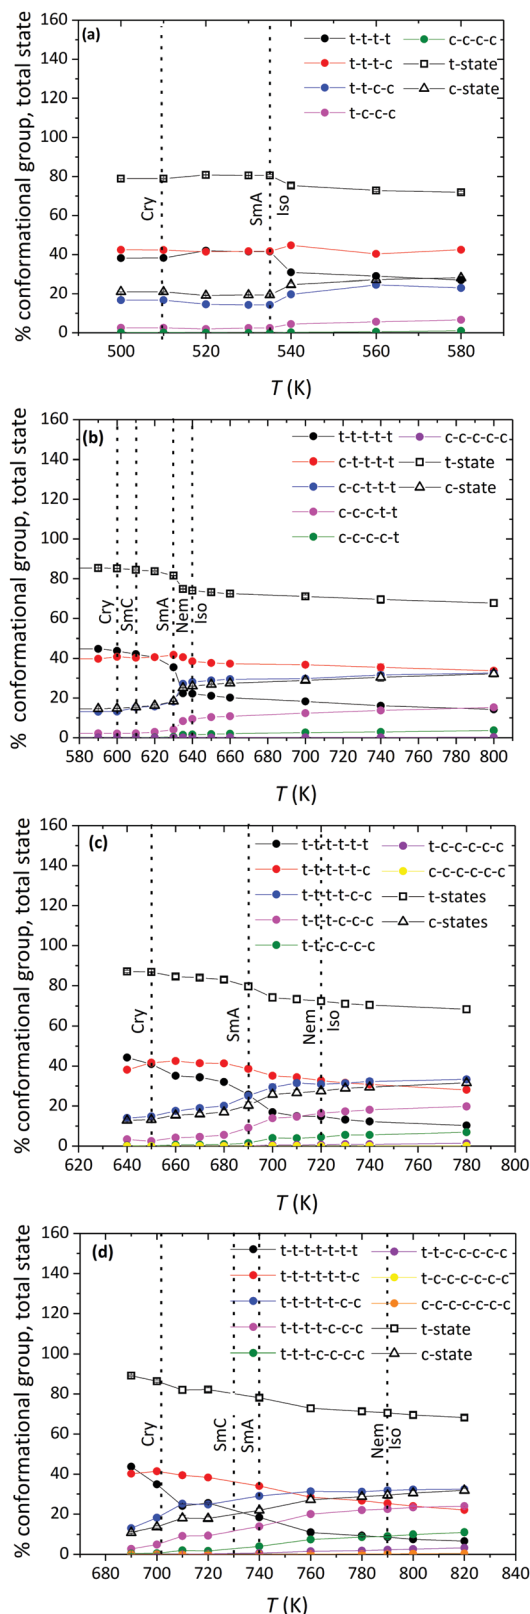 (a)
t-t-t-t c-c-c-c
t-t-t-c t-state
t-t-c-c c-state
t-c-c-c
% conformational group, total state
160
140
120
100
80
60
40
20
0
Cry
SmA
Iso
500 520 540 560 580
T (K)
(b)
t-t-t-t-t c-c-c-c-c
c-t-t-t-t t-state
c-c-t-t-t c-state
c-c-c-t-t
c-c-c-c-t
% conformational group, total state
160
140
120
100
80
60
40
20
0
Cry
SmC
SmA
Nem
Iso
580 600 620 640 660 680 700 720 740 760 780 800
T (K)
(c)
t-t-t-t-t-t t-c-c-c-c-c
t-t-t-t-t-c c-c-c-c-c-c
t-t-t-t-c-c t-states
t-t-t-c-c-c c-states
t-t-c-c-c-c
% conformational group, total state
160
140
120
100
80
60
40
20
0
Cry
SmA
Nem
Iso
620 640 660 680 700 720 740 760 780 800
T (K)
(d)
t-t-t-t-t-t-t t-t-c-c-c-c-c
t-t-t-t-t-t-c t-c-c-c-c-c-c
t-t-t-t-t-c-c c-c-c-c-c-c-c
t-t-t-t-c-c-c t-state
t-t-t-c-c-c-c c-state
% conformational group, total state
160
140
120
100
80
60
40
20
0
Cry
SmC
SmA
Nem
Iso
680 700 720 740 760 780 800 820 840
T (K)